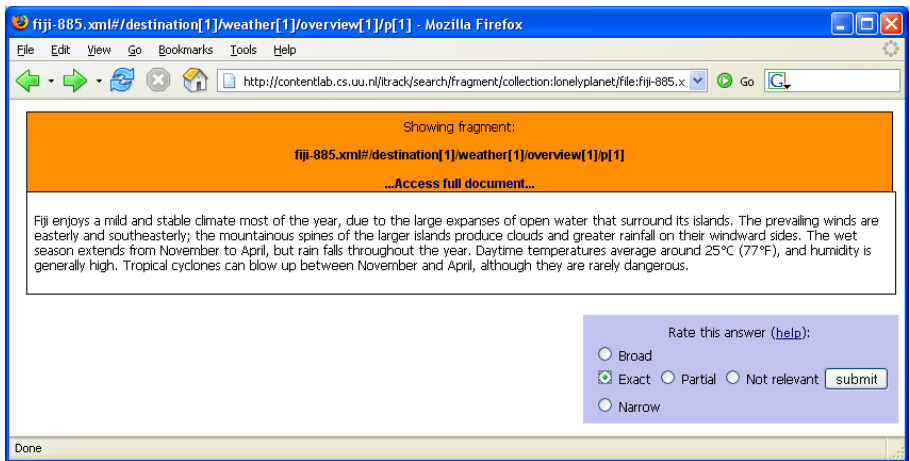 fiji-885.xml#/destination[1]/weather[1]/overview[1]/p[1] - Mozilla Firefox
File Edit View Go Bookmarks Tools Help
http://contentlab.cs.uu.nl/itrack/search/fragment/collection:lonelyplanet/file:fiji-885.x Go G
Showing fragment:
fiji-885.xml#/destination[1]/weather[1]/overview[1]/p[1]
...Access full document...
Fiji enjoys a mild and stable climate most of the year, due to the large expanses of open water that surround its islands. The prevailing winds are
easterly and southeasterly; the mountainous spines of the larger islands produce clouds and greater rainfall on their windward sides. The wet
season extends from November to April, but rain falls throughout the year. Daytime temperatures average around 25°C (77°F), and humidity is
generally high. Tropical cyclones can blow up between November and April, although they are rarely dangerous.
Rate this answer (help):
Broad
Exact Partial Not relevant submit
Narrow
Done